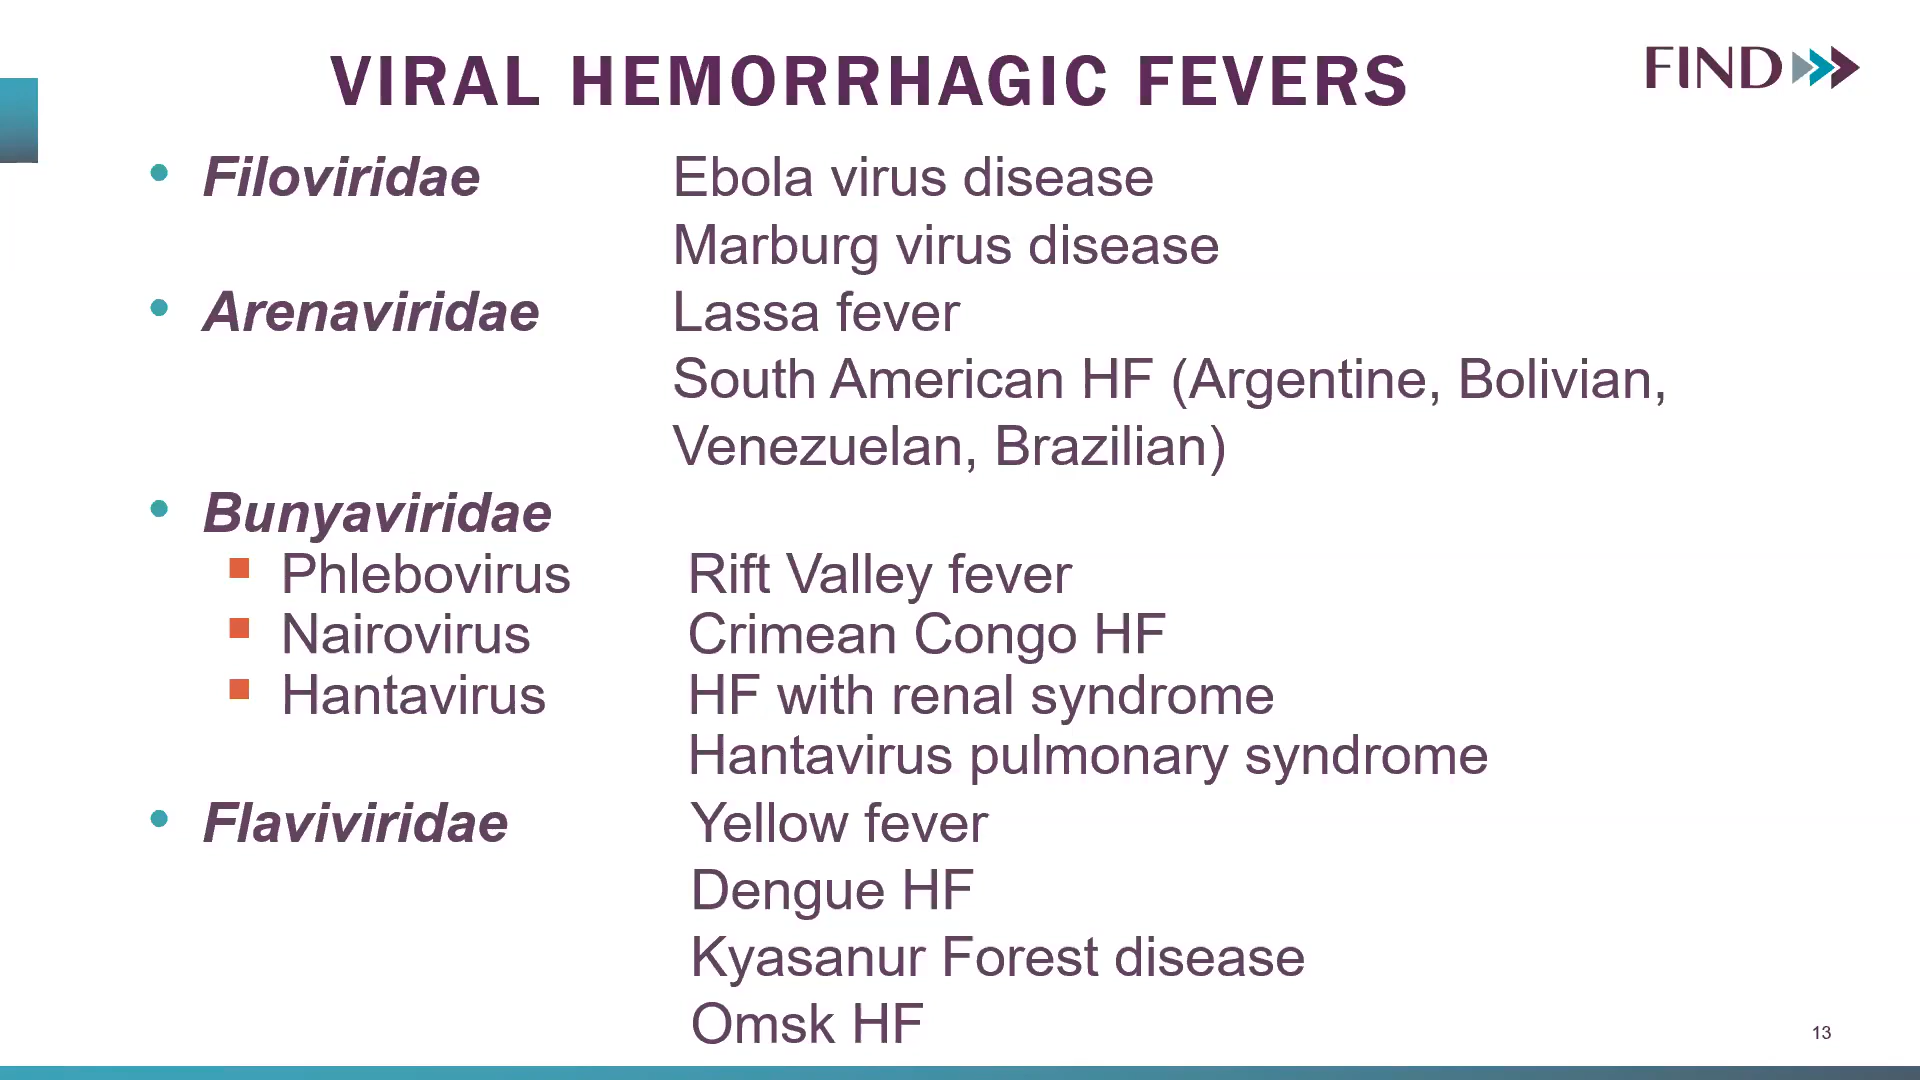 VIRAL HEMORRHAGIC FEVERS
FIND
• Filoviridae Ebola virus disease
Marburg virus disease
• Arenaviridae Lassa fever
South American HF (Argentine, Bolivian,
Venezuelan, Brazilian)
• Bunyaviridae
▪ Phlebovirus Rift Valley fever
▪ Nairovirus Crimean Congo HF
▪ Hantavirus HF with renal syndrome
Hantavirus pulmonary syndrome
• Flaviviridae Yellow fever
Dengue HF
Kyasanur Forest disease
Omsk HF
13